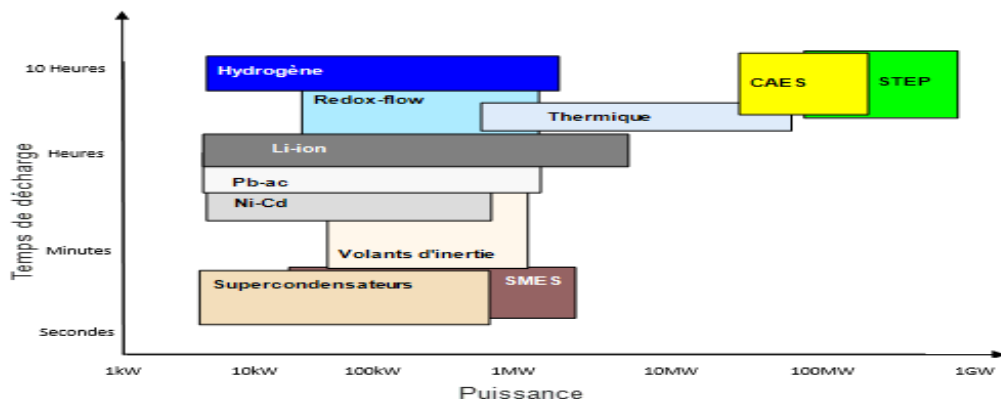 10 Heures
Hydrogène
CAES
STEP
Redox-flow
Thermique
Heures
Li-ion
Pb-ac
Ni-Cd
Minutes
Volants d'inertie
Supercondensateurs
SMES
Secondes
Temps de décharge
1kW
10kW
100kW
1MW
10MW
100MW
1GW
Puissance